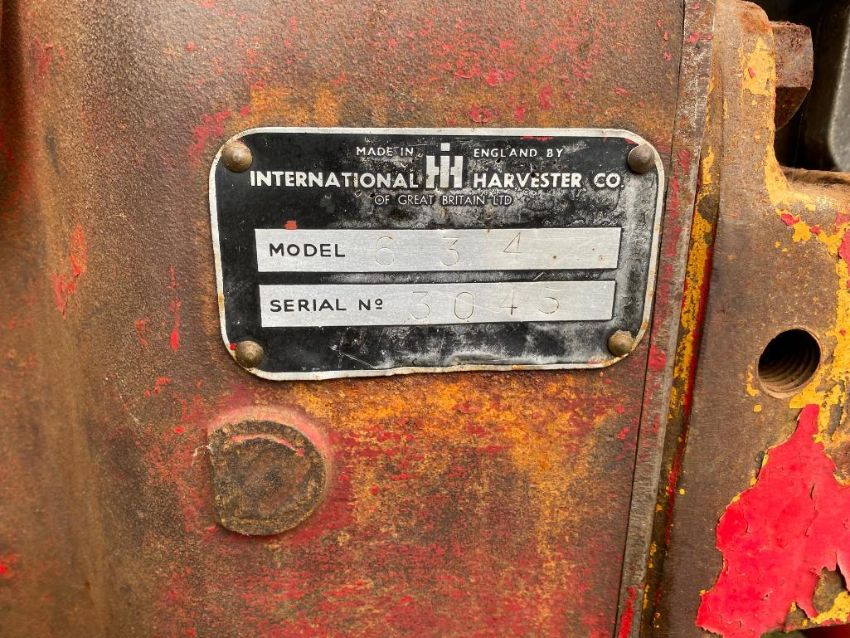 MADE IN ENGLAND BY
INTERNATIONAL IH HARVESTER CO.
OF GREAT BRITAIN LTD
MODEL 634
SERIAL Nº 3045